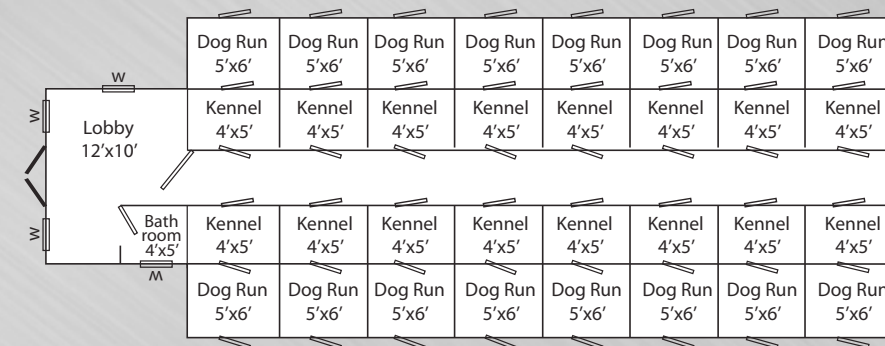 Dog Run Dog Run Dog Run Dog Run Dog Run Dog Run Dog Run Dog Run
5'x6' 5'x6' 5'x6' 5'x6' 5'x6' 5'x6' 5'x6' 5'x6'
W
W
Lobby
12'x10'
Kennel Kennel Kennel Kennel Kennel Kennel Kennel Kennel
4'x5' 4'x5' 4'x5' 4'x5' 4'x5' 4'x5' 4'x5' 4'x5'
W
Bath
room
4'x5'
W
Kennel Kennel Kennel Kennel Kennel Kennel Kennel Kennel
4'x5' 4'x5' 4'x5' 4'x5' 4'x5' 4'x5' 4'x5' 4'x5'
Dog Run Dog Run Dog Run Dog Run Dog Run Dog Run Dog Run Dog Run
5'x6' 5'x6' 5'x6' 5'x6' 5'x6' 5'x6' 5'x6' 5'x6'